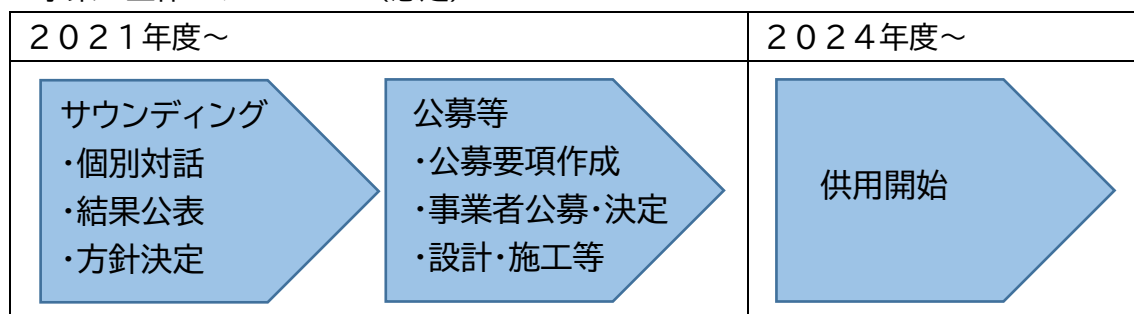 ２０２１年度～
２０２４年度～
サウンディング
・個別対話
・結果公表
・方針決定
公募等
・公募要項作成
・事業者公募・決定
・設計・施工等
供用開始